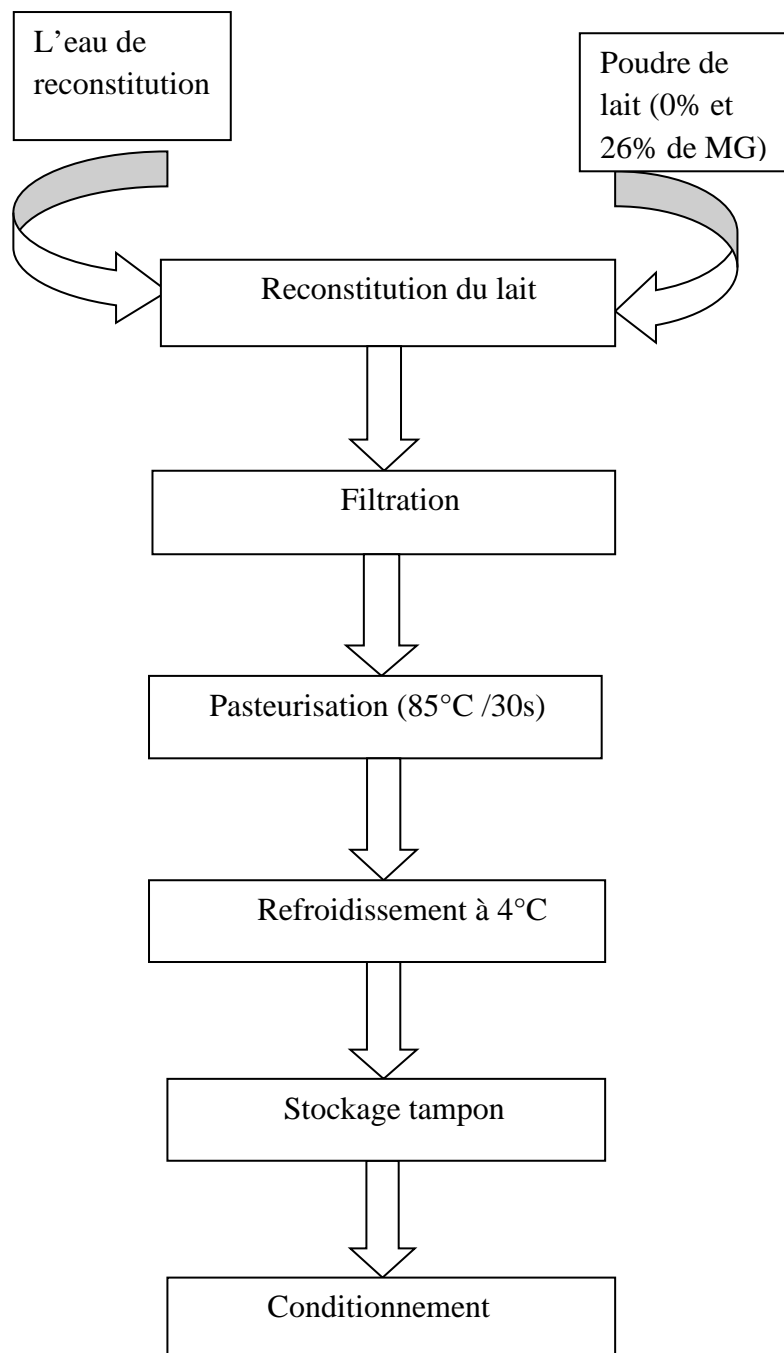 L’eau de
reconstitution
Poudre de
lait (0% et
26% de MG)
Reconstitution du lait
Filtration
Pasteurisation (85°C /30s)
Refroidissement à 4°C
Stockage tampon
Conditionnement